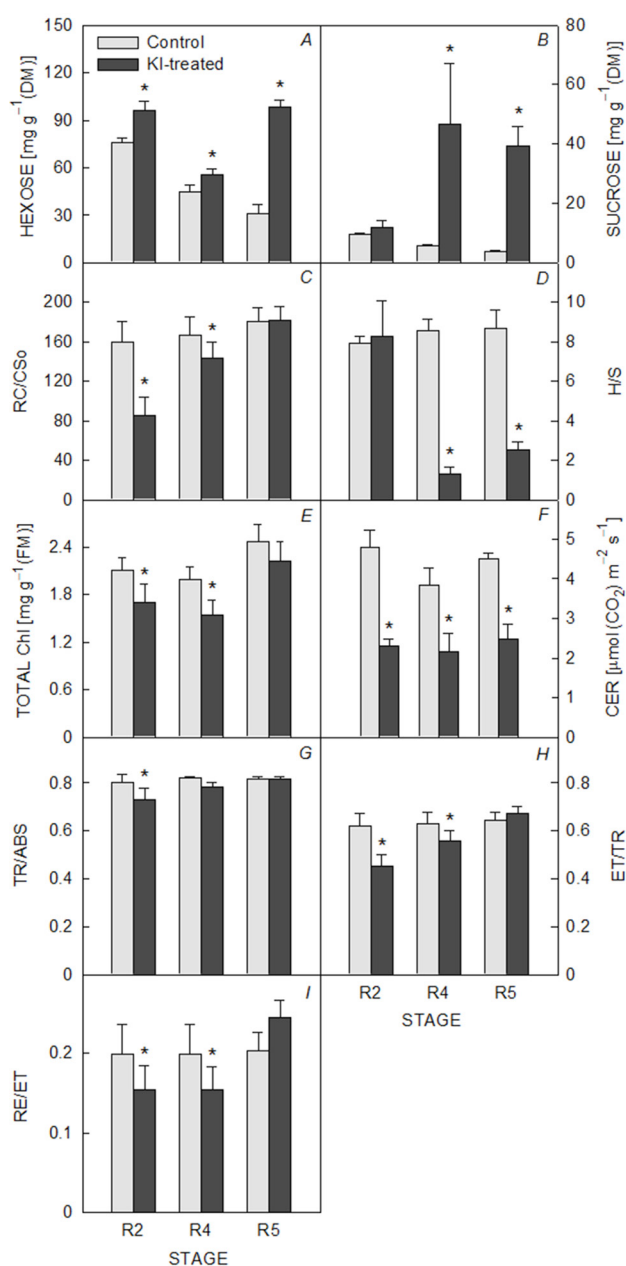 150
120
90
60
30
0
HEXOSE [mg g⁻¹(DM)]
Control
KI-treated
A
*
*
*
B
*
*
80
60
40
20
0
SUCROSE [mg g⁻¹(DM)]
200
160
120
80
40
0
RC/CSo
C
*
*
D
*
*
10
8
6
4
2
0
H/S
2.4
1.8
1.2
0.6
0
TOTAL Chl [mg g⁻¹(FM)]
E
*
*
F
*
*
*
5
4
3
2
1
0
CER [μmol(CO₂) m⁻² s⁻¹]
0.8
0.6
0.4
0.2
0
TR/ABS
G
*
H
*
*
0.8
0.6
0.4
0.2
0
ET/TR
R2 R4 R5
STAGE
0.2
0.1
0
RE/ET
I
*
*
R2 R4 R5
STAGE